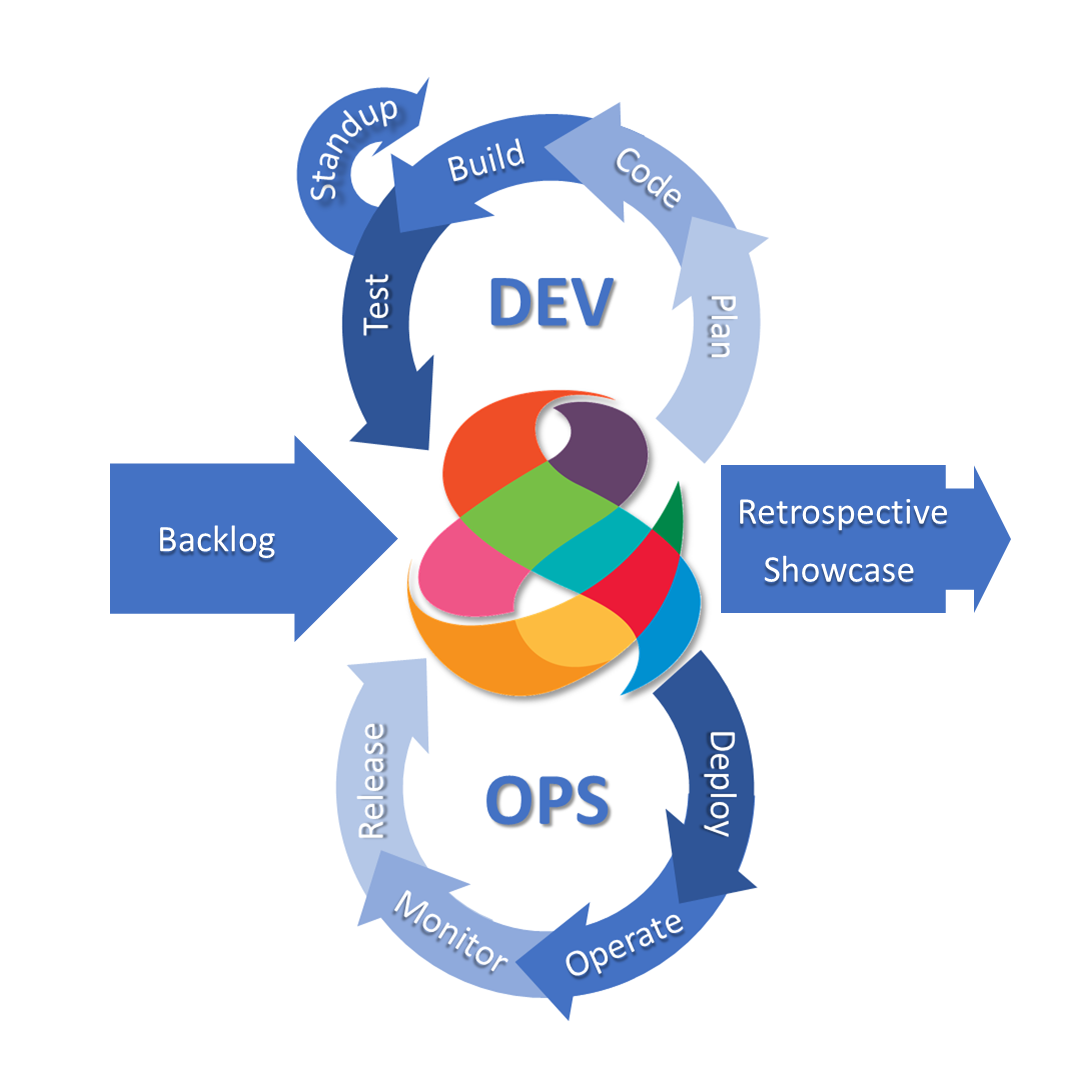 Standup
Build
Code
Plan
Test
DEV
Backlog
Retrospective
Showcase
Deploy
Operate
Monitor
Release
OPS